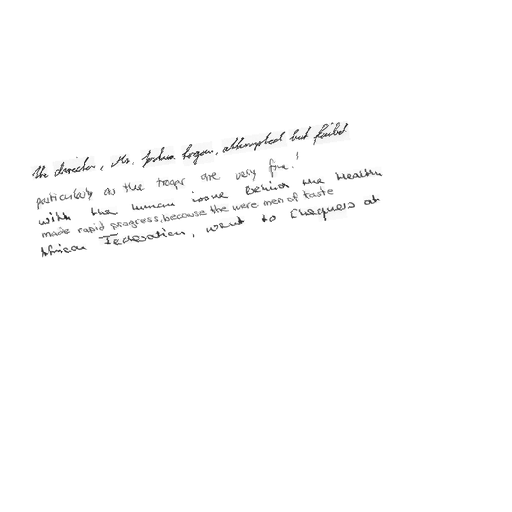 the director, Mr. Joshua Logan, attempted but failed
particularly as the troops are very fine!
with the human issue behind the Health
made rapid progress, because the were men of taste
African Federation, went to Chequers at